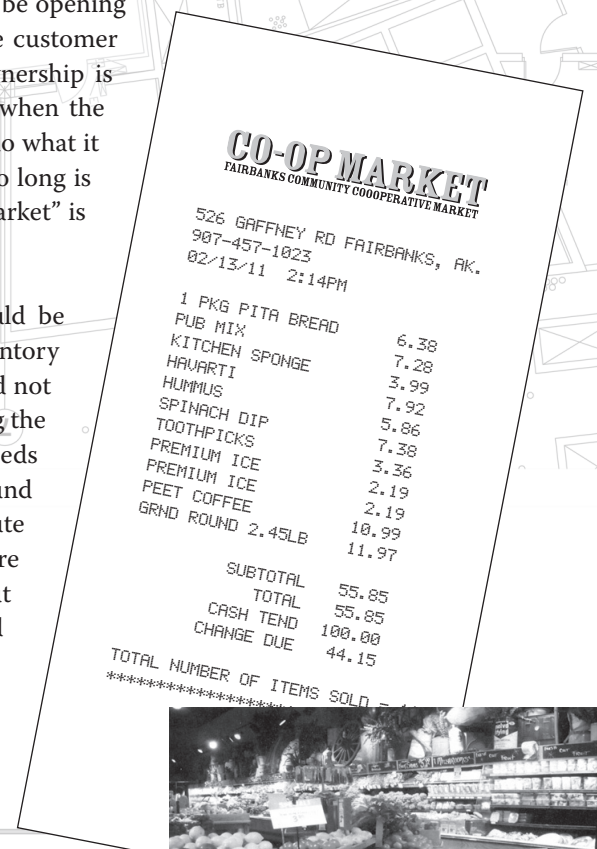 be opening
e customer
nership is
when the
o what it
o long is
arket” is
ld be
ntory
d not
g the
eds
und
te
re
t
CO-OP MARKET
FAIRBANKS COMMUNITY COOOPERATIVE MARKET
526 GAFFNEY RD FAIRBANKS, AK.
907-457-1023
02/13/11 2:14PM
1 PKG PITA BREAD 6.38
PUB MIX 7.28
KITCHEN SPONGE 3.99
HAVARTI 7.92
HUMMUS 5.86
SPINACH DIP 7.38
TOOTHPICKS 3.36
PREMIUM ICE 2.19
PREMIUM ICE 2.19
PEET COFFEE 10.99
GRND ROUND 2.45LB 11.97
SUBTOTAL 55.85
TOTAL 55.85
CASH TEND 100.00
CHANGE DUE 44.15
TOTAL NUMBER OF ITEMS SOLD =